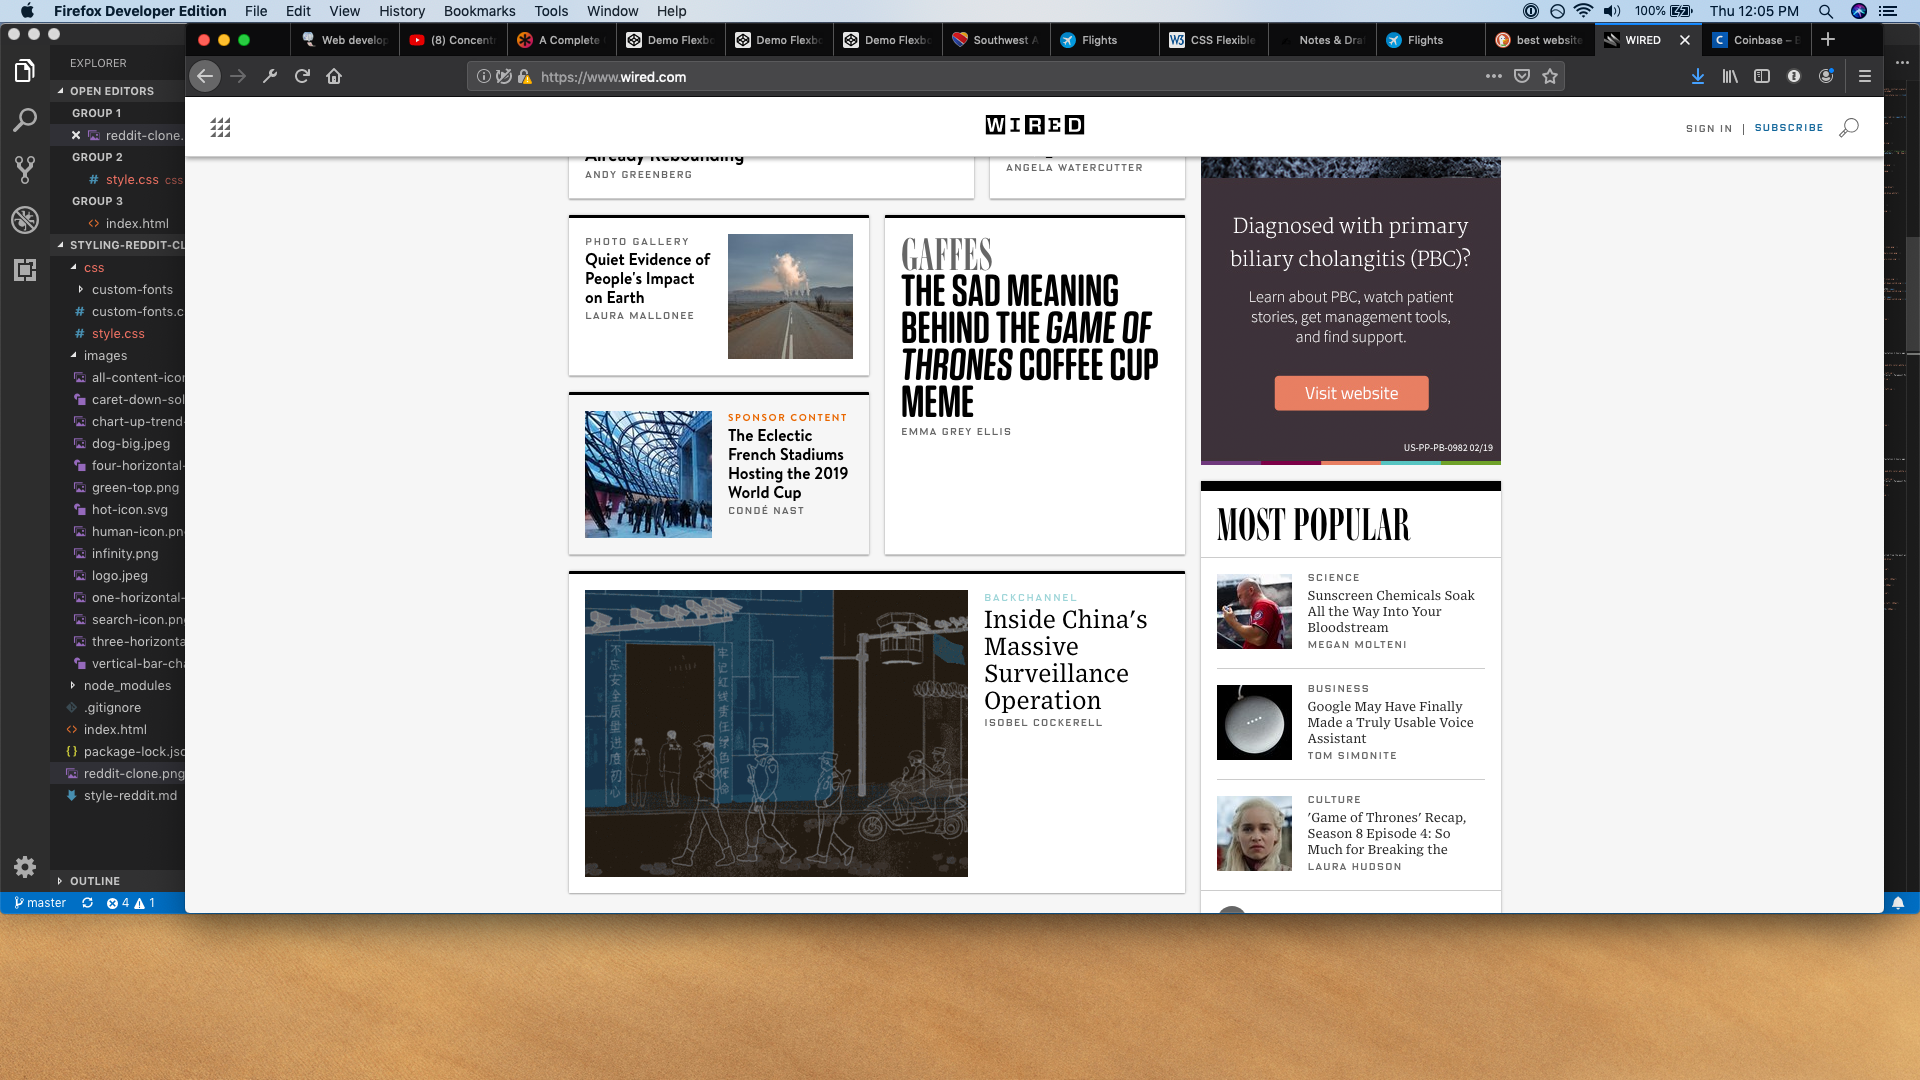 Firefox Developer Edition File Edit View History Bookmarks Tools Window Help
100% Thu 12:05 PM
EXPLORER
OPEN EDITORS
GROUP 1
reddit-clone.
GROUP 2
# style.css css
GROUP 3
<> index.html
STYLING-REDDIT-CL
css
custom-fonts
# custom-fonts.c
# style.css
images
all-content-icon
caret-down-sol
chart-up-trend-
dog-big.jpeg
four-horizontal-
green-top.png
hot-icon.svg
human-icon.pn
infinity.png
logo.jpeg
one-horizontal-
search-icon.pn
three-horizonta
vertical-bar-cha
node_modules
.gitignore
<> index.html
{} package-lock.jsc
reddit-clone.png
style-reddit.md
OUTLINE
master 4 1
Web develop
(8) Concent
A Complete
Demo Flexbo
Demo Flexbo
Demo Flexbo
Southwest A
Flights
W3 CSS Flexible
Notes & Dra
Flights
best website
WIRED
C Coinbase – B
https://www.wired.com
WIRED
SIGN IN | SUBSCRIBE
Already Rebounding
ANDY GREENBERG
ANGELA WATERCUTTER
PHOTO GALLERY
Quiet Evidence of
People's Impact
on Earth
LAURA MALLONEE
SPONSOR CONTENT
The Eclectic
French Stadiums
Hosting the 2019
World Cup
CONDÉ NAST
GAFFES
THE SAD MEANING
BEHIND THE GAME OF
THRONES COFFEE CUP
MEME
EMMA GREY ELLIS
BACKCHANNEL
Inside China's
Massive
Surveillance
Operation
ISOBEL COCKERELL
Diagnosed with primary
biliary cholangitis (PBC)?
Learn about PBC, watch patient
stories, get management tools,
and find support.
Visit website
US-PP-PB-0982 02/19
MOST POPULAR
SCIENCE
Sunscreen Chemicals Soak
All the Way Into Your
Bloodstream
MEGAN MOLTENI
BUSINESS
Google May Have Finally
Made a Truly Usable Voice
Assistant
TOM SIMONITE
CULTURE
'Game of Thrones' Recap,
Season 8 Episode 4: So
Much for Breaking the
LAURA HUDSON